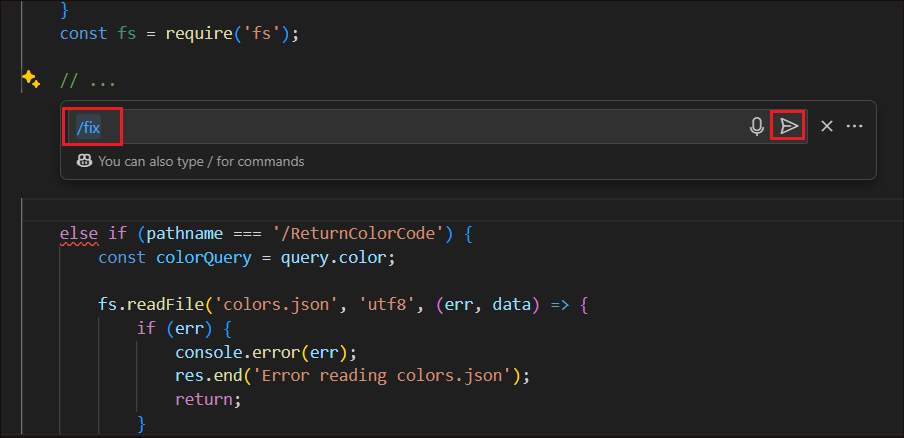 }
const fs = require('fs');
// ...
/fix
You can also type / for commands
else if (pathname === '/ReturnColorCode') {
const colorQuery = query.color;
fs.readFile('colors.json', 'utf8', (err, data) => {
if (err) {
console.error(err);
res.end('Error reading colors.json');
return;
}